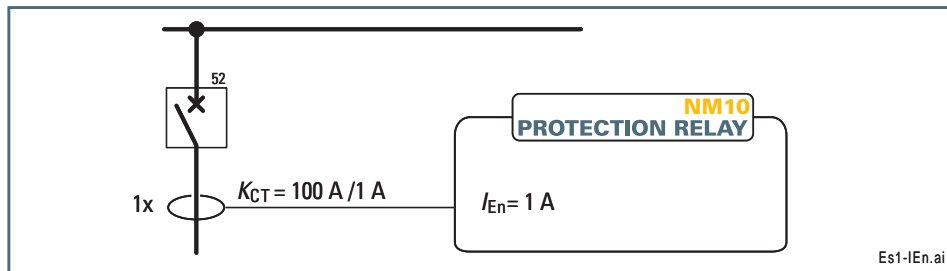 52
NM10
PROTECTION RELAY
1x
KCT = 100 A /1 A
IEn= 1 A
Es1-IEn.ai